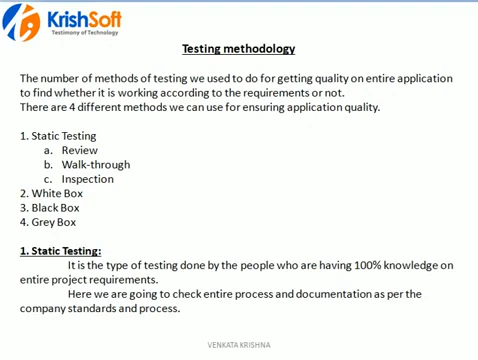 KrishSoft
Testimony of Technology
Testing methodology
The number of methods of testing we used to do for getting quality on entire application
to find whether it is working according to the requirements or not.
There are 4 different methods we can use for ensuring application quality.
1. Static Testing
a. Review
b. Walk-through
c. Inspection
2. White Box
3. Black Box
4. Grey Box
1. Static Testing:
It is the type of testing done by the people who are having 100% knowledge on
entire project requirements.
Here we are going to check entire process and documentation as per the
company standards and process.
VENKATA KRISHNA